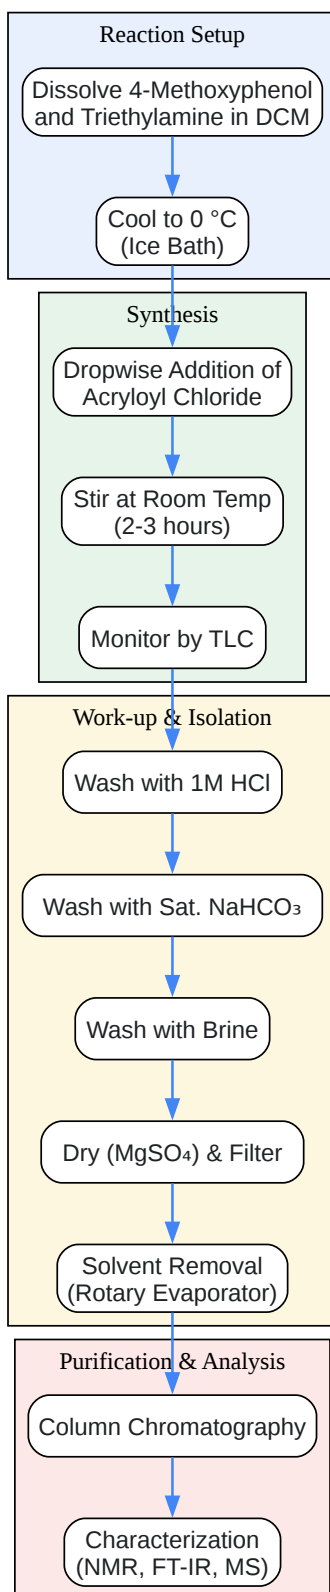 Reaction Setup
Dissolve 4-Methoxyphenol
and Triethylamine in DCM
Cool to 0 °C
(Ice Bath)
Synthesis
Dropwise Addition of
Acryloyl Chloride
Stir at Room Temp
(2-3 hours)
Monitor by TLC
Work-up & Isolation
Wash with 1M HCl
Wash with Sat. NaHCO₃
Wash with Brine
Dry (MgSO₄) & Filter
Solvent Removal
(Rotary Evaporator)
Purification & Analysis
Column Chromatography
Characterization
(NMR, FT-IR, MS)